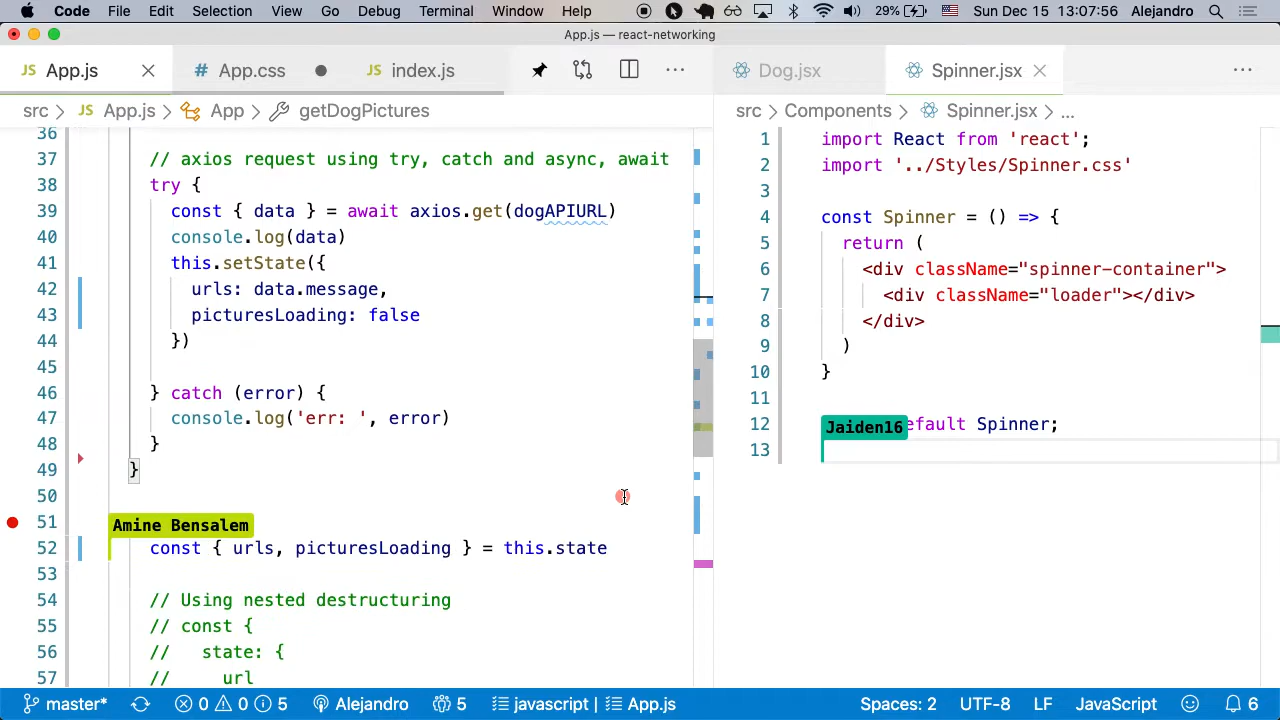 Code File Edit Selection View Go Debug Terminal Window Help 29% Sun Dec 15 13:07:56 Alejandro
App.js — react-networking
JS App.js # App.css JS index.js ··· Dog.jsx Spinner.jsx ···
src > JS App.js > App > getDogPictures
src > Components > Spinner.jsx > ...
36
37 // axios request using try, catch and async, await
38 try {
39 const { data } = await axios.get(dogAPIURL)
40 console.log(data)
41 this.setState({
42 urls: data.message,
43 picturesLoading: false
44 })
45
46 } catch (error) {
47 console.log('err: ', error)
48 }
49 }
50
51 Amine Bensalem
52 const { urls, picturesLoading } = this.state
53
54 // Using nested destructuring
55 // const {
56 // state: {
57 // url
1 import React from 'react';
2 import '../Styles/Spinner.css'
3
4 const Spinner = () => {
5 return (
6 <div className="spinner-container">
7 <div className="loader"></div>
8 </div>
9 )
10 }
11
12 Jaiden16 efault Spinner;
13
master* 0 0 5 Alejandro 5 javascript | App.js Spaces: 2 UTF-8 LF JavaScript 6